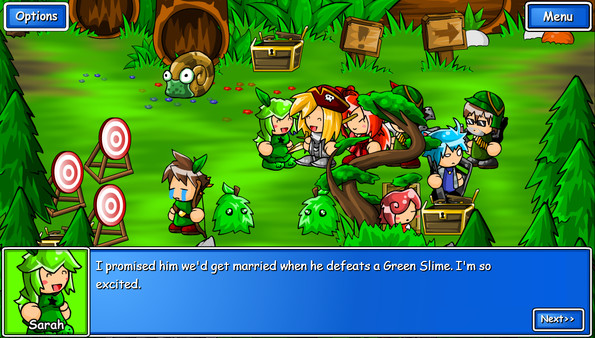 Options
Menu
I promised him we'd get married when he defeats a Green Slime. I'm so
excited.
Sarah
Next>>